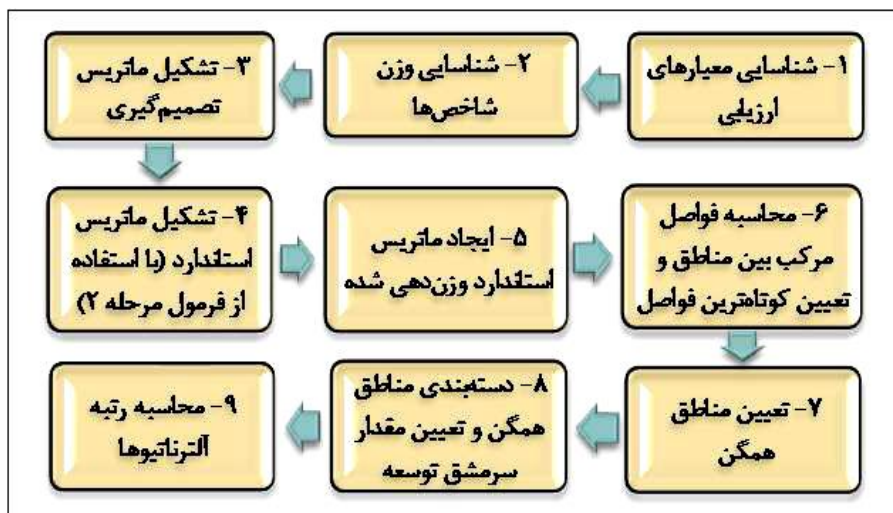 ۱- شناسایی معیارهای
ارزیلیی
۲- شناسایی وزن
شاخص‌ها
۳- تشکیل ماتریس
تصمیم‌گیری
۴- تشکیل ماتریس
استاندارد (با استفاده
از فرمول مرحله ۲)
۵- ایجاد ماتریس
استاندارد وزن‌دهی شده
۶- محاسبه فواصل
مرکب بین مناطق و
تعیین کوتاه‌ترین فواصل
۷- تعیین مناطق
همگن
۸- دسته‌بندی مناطق
همگن و تعیین مقدار
سرمشق توسعه
۹- محاسبه رتبه
آلترناتیوها